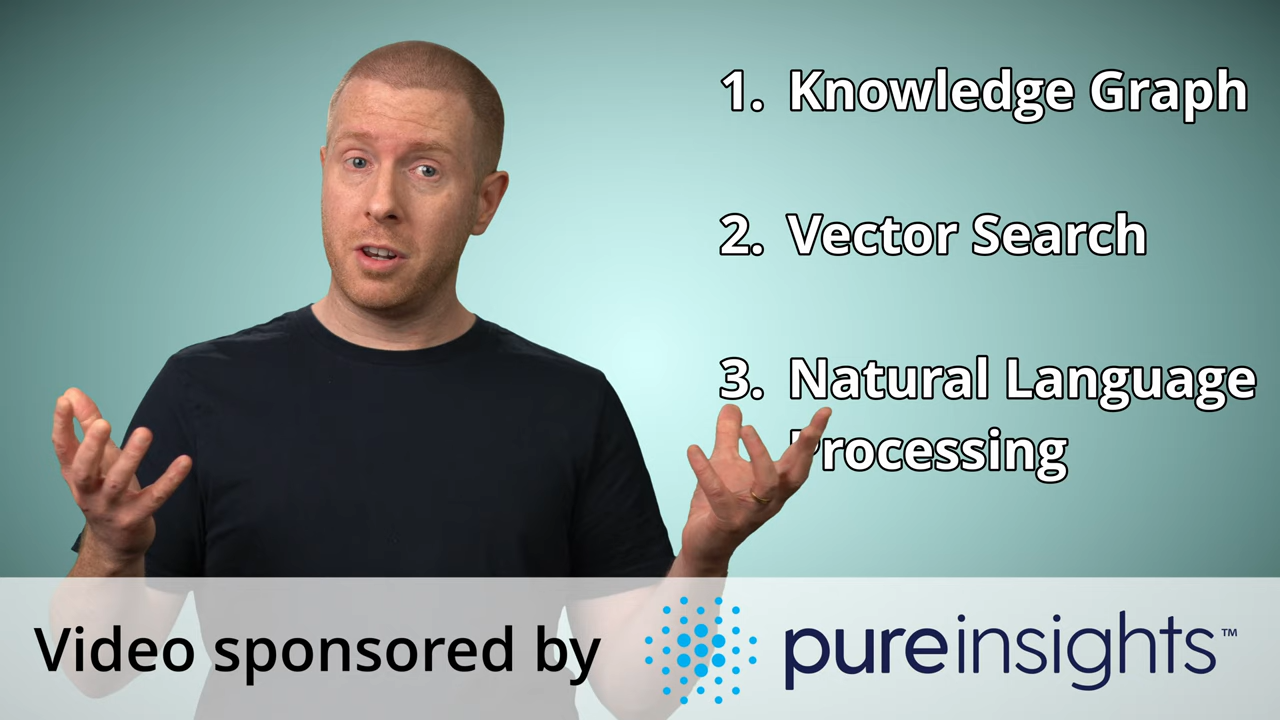 1. Knowledge Graph
2. Vector Search
3. Natural Language
Processing
Video sponsored by pureinsights™